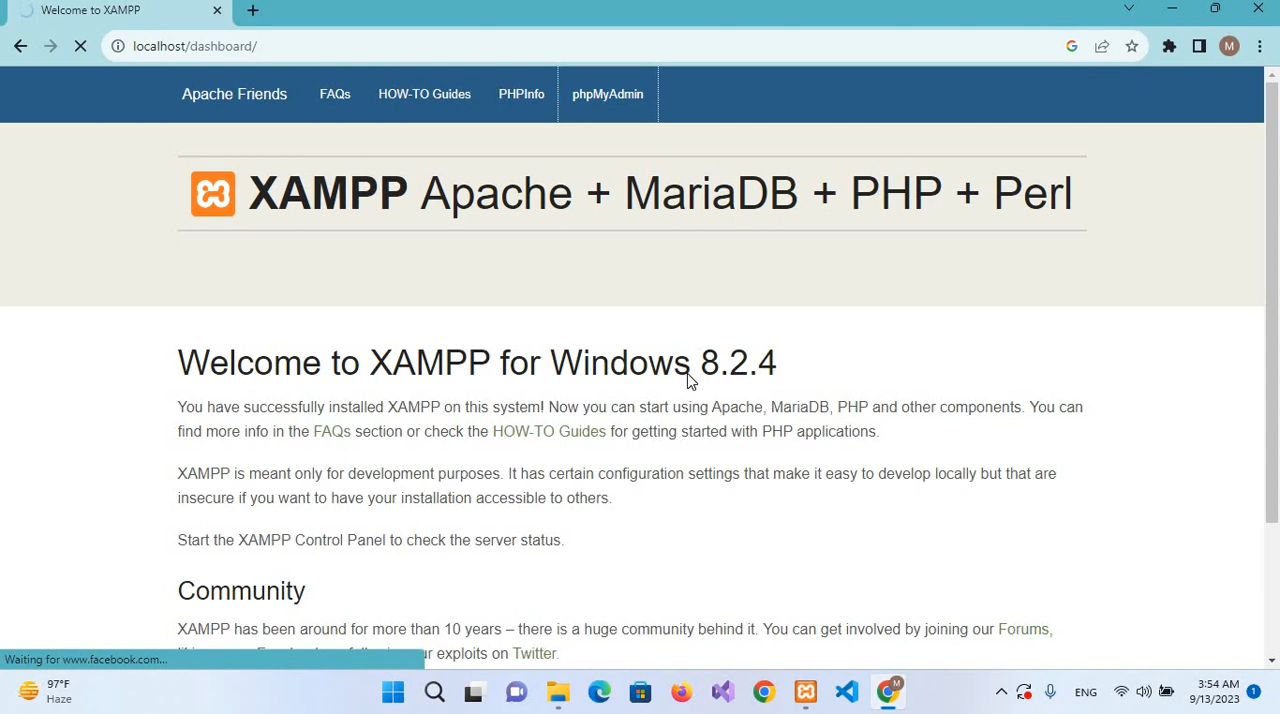 Welcome to XAMPP
localhost/dashboard/
M
Apache Friends FAQs HOW-TO Guides PHPInfo phpMyAdmin
XAMPP Apache + MariaDB + PHP + Perl
Welcome to XAMPP for Windows 8.2.4
You have successfully installed XAMPP on this system! Now you can start using Apache, MariaDB, PHP and other components. You can
find more info in the FAQs section or check the HOW-TO Guides for getting started with PHP applications.
XAMPP is meant only for development purposes. It has certain configuration settings that make it easy to develop locally but that are
insecure if you want to have your installation accessible to others.
Start the XAMPP Control Panel to check the server status.
Community
XAMPP has been around for more than 10 years – there is a huge community behind it. You can get involved by joining our Forums,
exploits on Twitter.
Waiting for www.facebook.com...
97°F
Haze
M
ENG
3:54 AM
9/13/2023
1